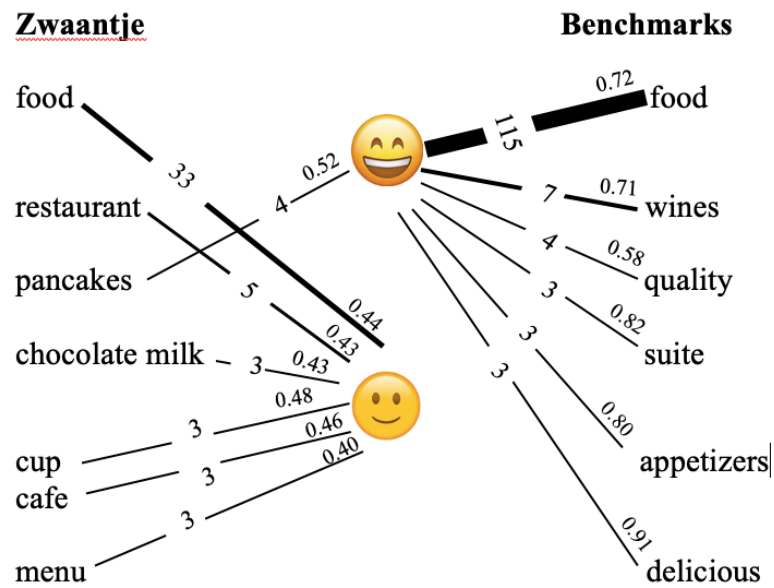 Zwaantje
Benchmarks
food
33
0.44
restaurant
5
0.43
pancakes
4
0.52
chocolate milk
3
0.43
cup
3
0.48
cafe
3
0.46
menu
3
0.40
115
0.72
food
7
0.71
wines
4
0.58
quality
3
0.82
suite
3
0.80
appetizers
3
0.91
delicious